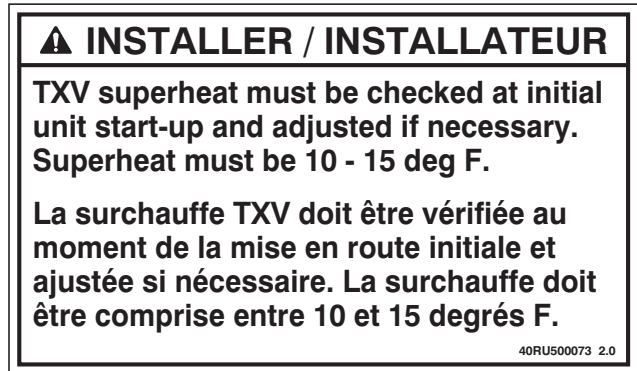 ⚠ INSTALLER / INSTALLATEUR
TXV superheat must be checked at initial
unit start-up and adjusted if necessary.
Superheat must be 10 - 15 deg F.
La surchauffe TXV doit être vérifiée au
moment de la mise en route initiale et
ajustée si nécessaire. La surchauffe doit
être comprise entre 10 et 15 degrés F.
40RU500073 2.0